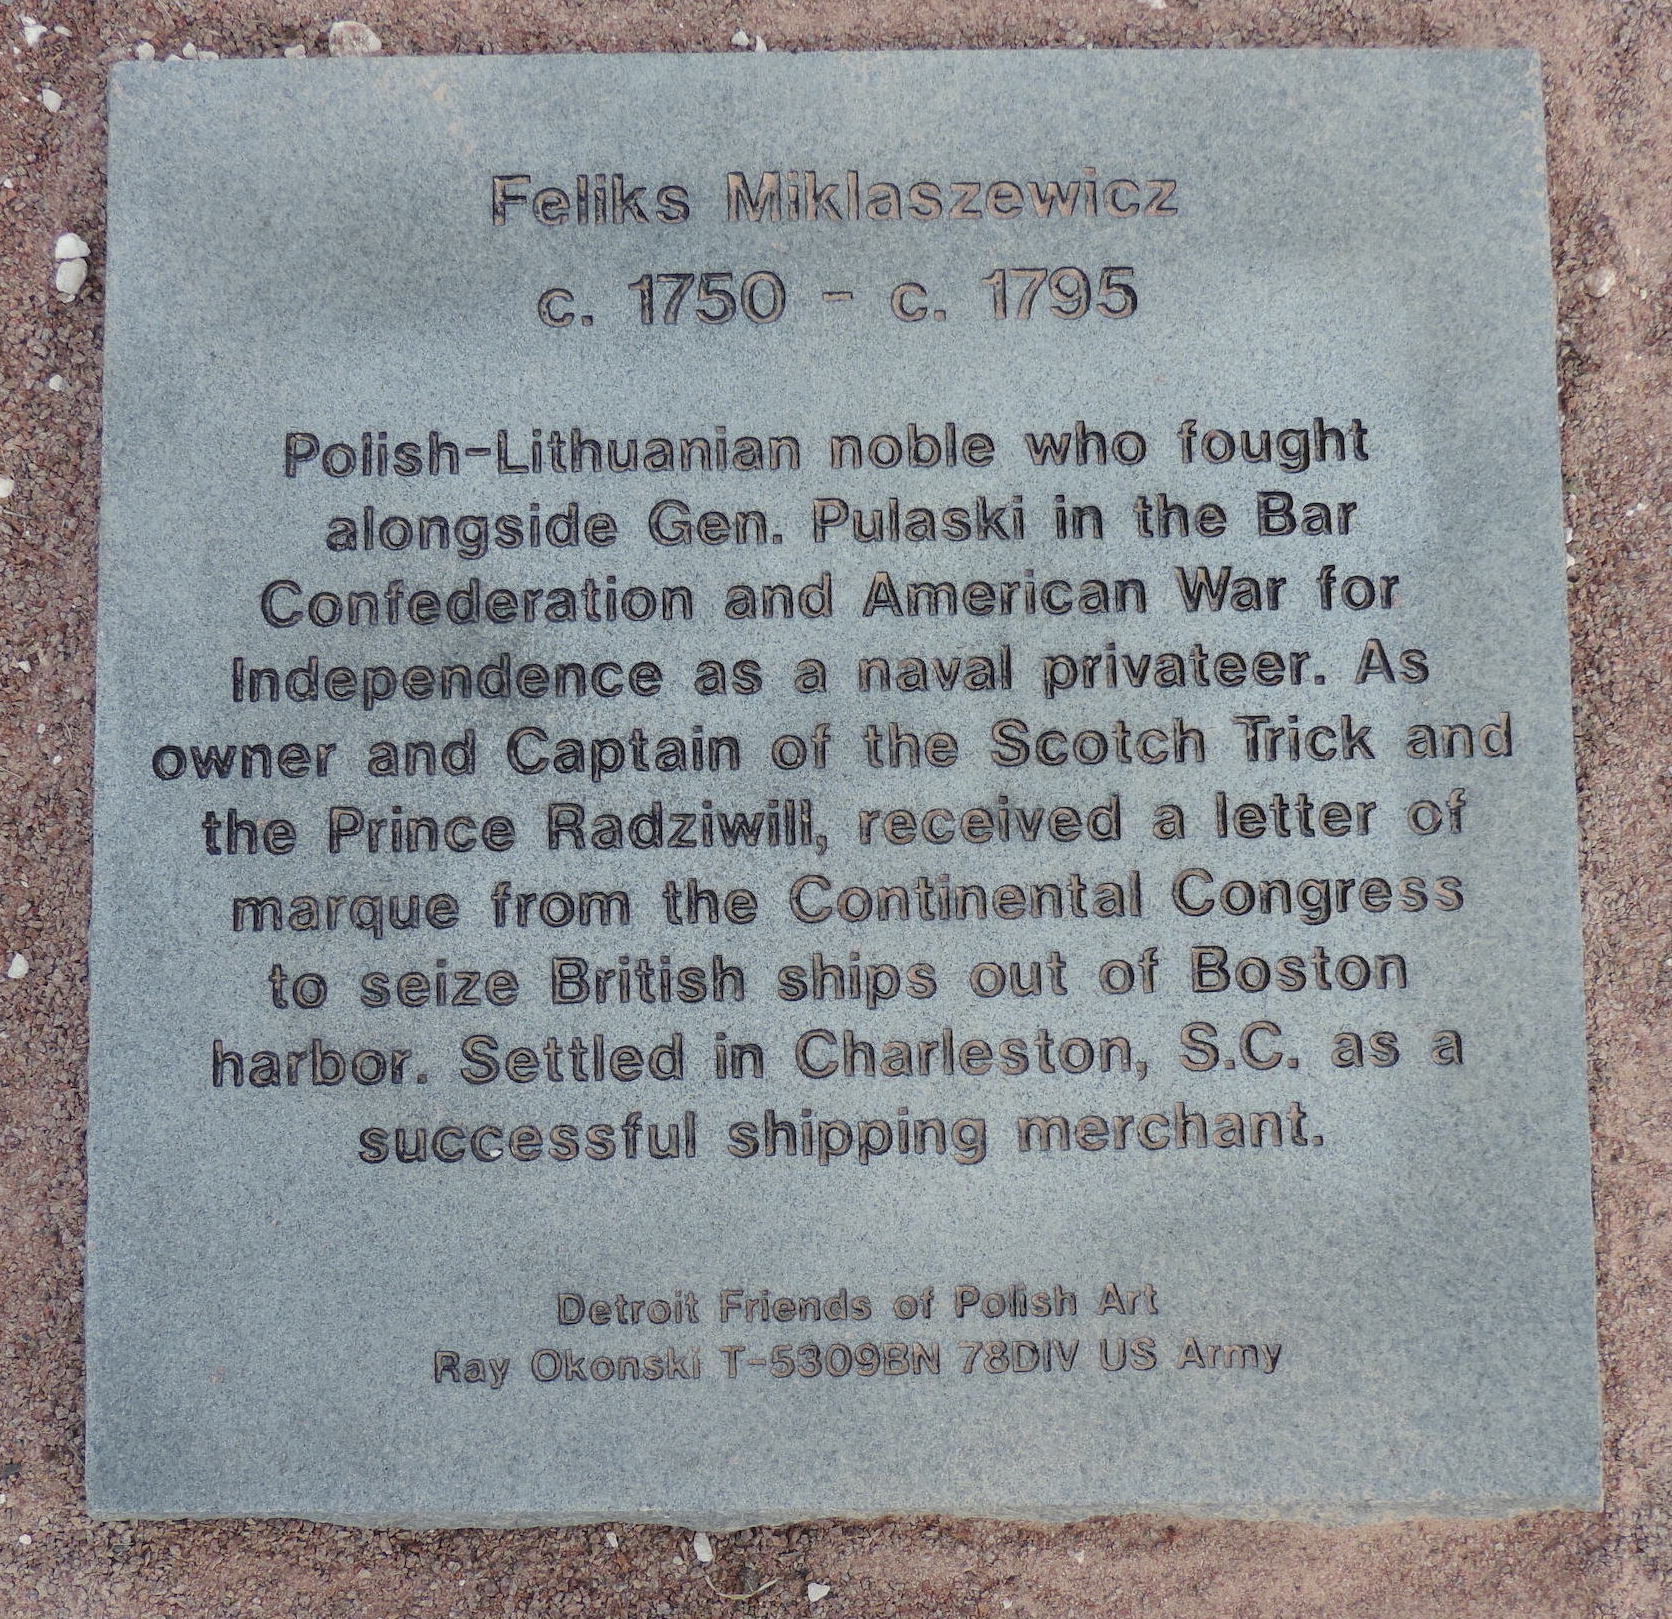 Feliks Miklaszewicz
c. 1750 - c. 1795
Polish-Lithuanian noble who fought
alongside Gen. Pulaski in the Bar
Confederation and American War for
Independence as a naval privateer. As
owner and Captain of the Scotch Trick and
the Prince Radziwill, received a letter of
marque from the Continental Congress
to seize British ships out of Boston
harbor. Settled in Charleston, S.C. as a
successful shipping merchant.
Detroit Friends of Polish Art
Ray Okonski T-5309BN 78DIV US Army